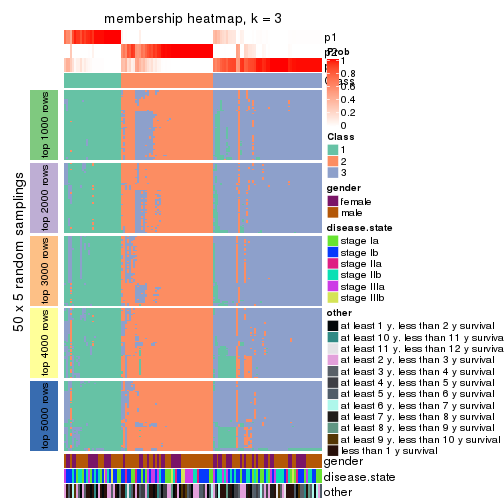 membership heatmap, k = 3
p1
p2
Prob
1
0.8
0.6
0.4
0.2
0
Class
50 x 5 random samplings
top 1000 rows
top 2000 rows
top 3000 rows
top 4000 rows
top 5000 rows
Class
1
2
3
gender
female
male
disease.state
stage Ia
stage Ib
stage IIa
stage IIb
stage IIIa
stage IIIb
other
at least 1 y. less than 2 y survival
at least 10. less than 11 y surviva
at least 11. less than 12 y surviva
at least 2 y. less than 3 y survival
at least 3 y. less than 4 y survival
at least 4 y. less than 5 y survival
at least 5 y. less than 6 y survival
at least 6 y. less than 7 y survival
at least 7 y. less than 8 y survival
at least 8 y. less than 9 y survival
at least 9 y. less than 10 y surviva
less than 1 y survival
gender
disease.state
other